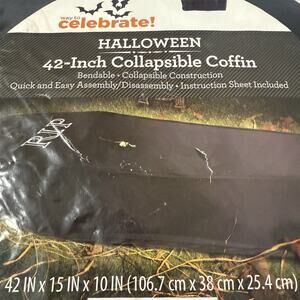 way to
celebrate!
HALLOWEEN
42-Inch Collapsible Coffin
Bendable • Collapsible Construction
Quick and Easy Assembly/Disassembly • Instruction Sheet Included
RIP
42 IN x 15 IN x 10 IN (106.7 cm x 38 cm x 25.4 cm)